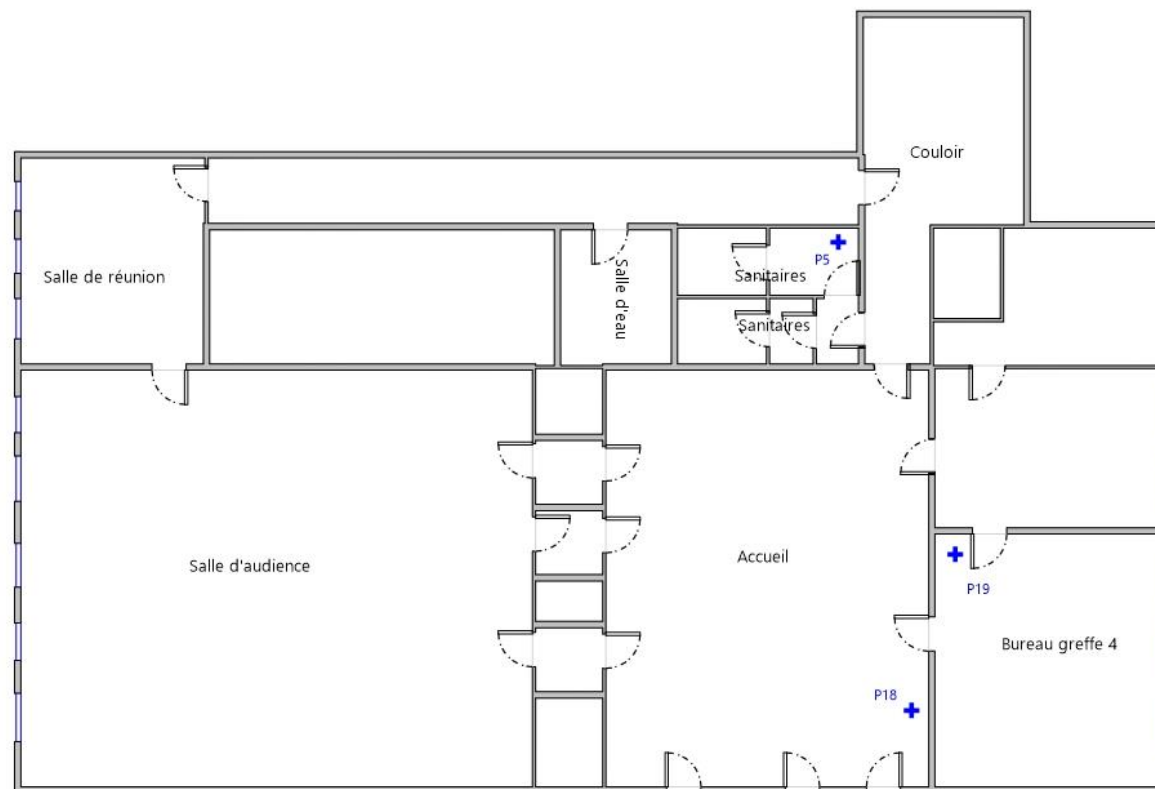 Couloir
Salle de réunion
Salle d'eau
Sanitaires
P5
Sanitaires
Salle d'audience
Accueil
P19
Bureau greffe 4
P18